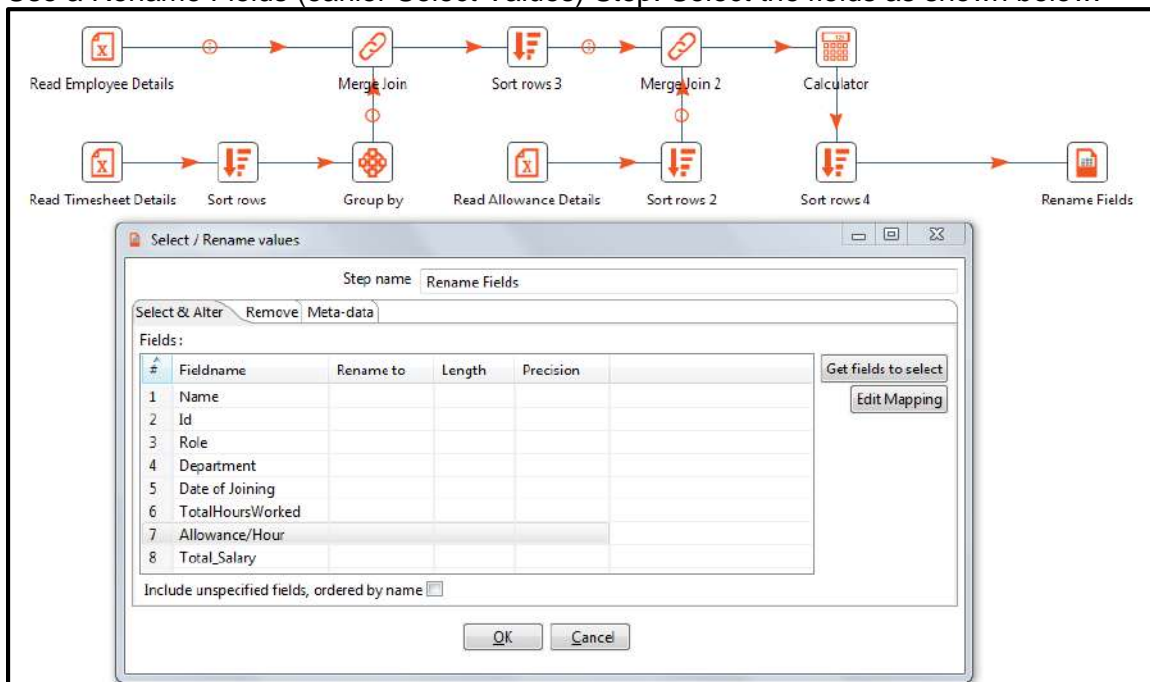 Use a Rename Fields (earlier Select Values) Step. Select the fields as shown below.
Read Employee Details Merge Join Sort rows 3 Merge Join 2 Calculator
Read Timesheet Details Sort rows Group by Read Allowance Details Sort rows 2 Sort rows 4 Rename Fields
Select / Rename values
Step name Rename Fields
Select & Alter Remove Meta-data
Fields :
# Fieldname Rename to Length Precision Get fields to select
1 Name Edit Mapping
2 Id
3 Role
4 Department
5 Date of Joining
6 TotalHoursWorked
7 Allowance/Hour
8 Total_Salary
Include unspecified fields, ordered by name
OK Cancel